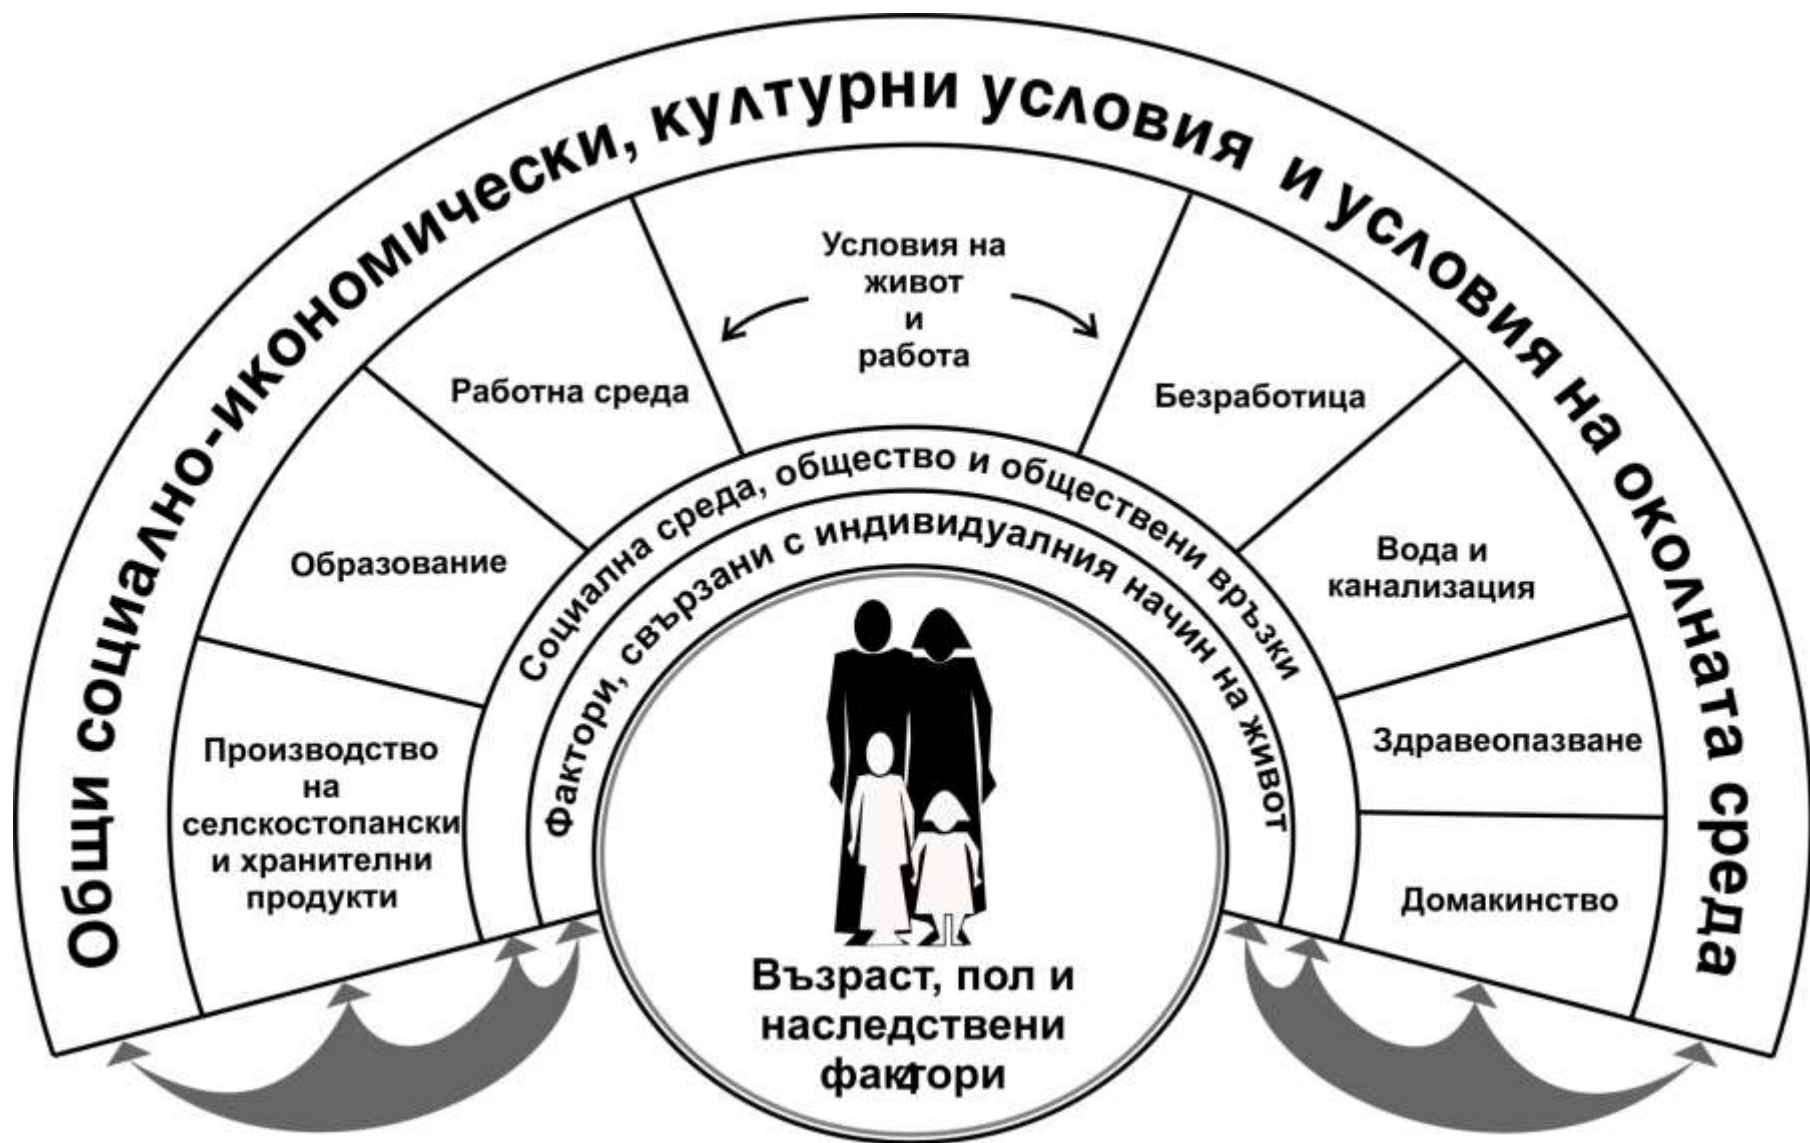 Общи социално-икономически, културни условия и условия на околната среда
Условия на
живот
и
работа
Работна среда
Безработица
Образование
Вода и
канализация
Производство
на
селскостопански
и хранителни
продукти
Здравеопазване
Домакинство
Социална среда, общество и обществени връзки
Фактори, свързани с индивидуалния начин на живот
Възраст, пол и
наследствени
фактори
4